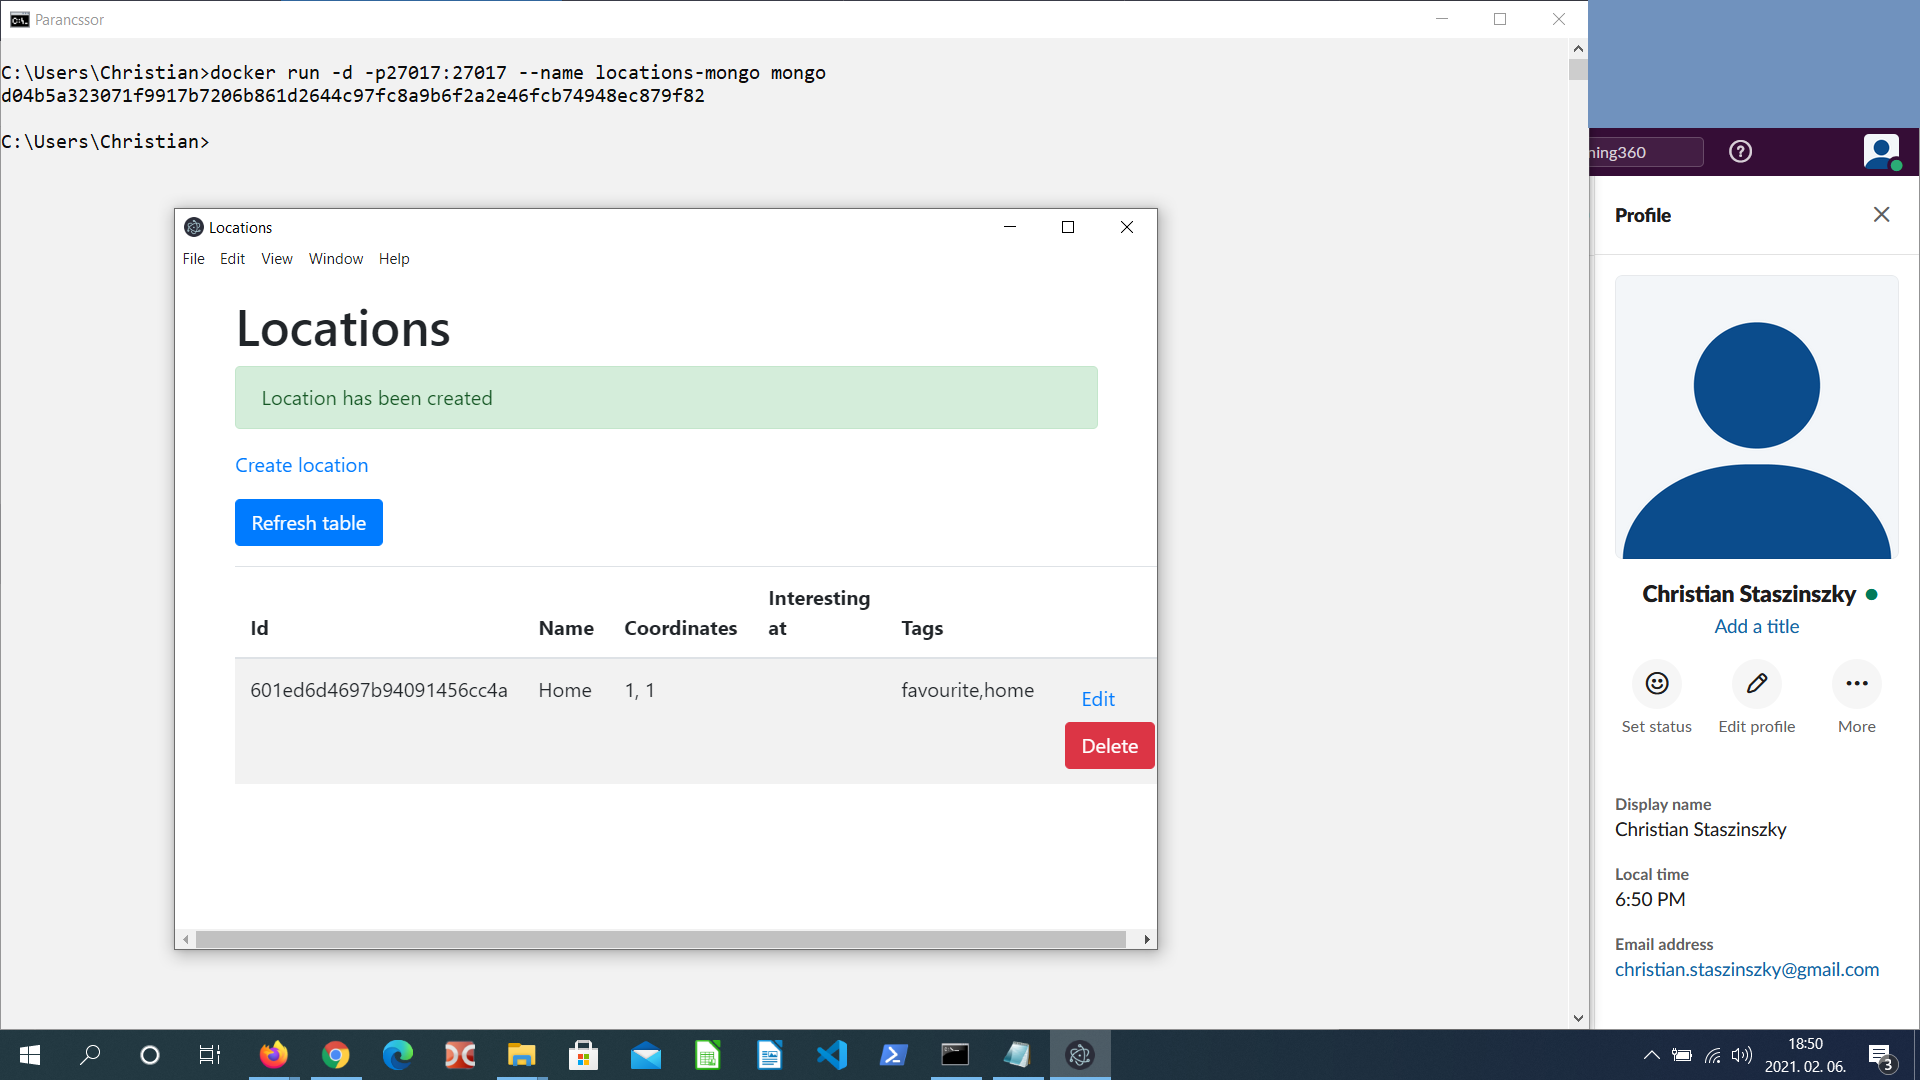 Parancssor
C:\Users\Christian>docker run -d -p27017:27017 --name locations-mongo mongo
d04b5a323071f9917b7206b861d2644c97fc8a9b6f2a2e46fcb74948ec879f82
C:\Users\Christian>
Locations
File Edit View Window Help
Locations
Location has been created
Create location
Refresh table
Id Name Coordinates Interesting at Tags
601ed6d4697b94091456cc4a Home 1, 1 favourite,home Edit
Delete
ning360
Profile
Christian Staszinszky
Add a title
Set status Edit profile More
Display name
Christian Staszinszky
Local time
6:50 PM
Email address
christian.staszinszky@gmail.com
18:50
2021. 02. 06.
3